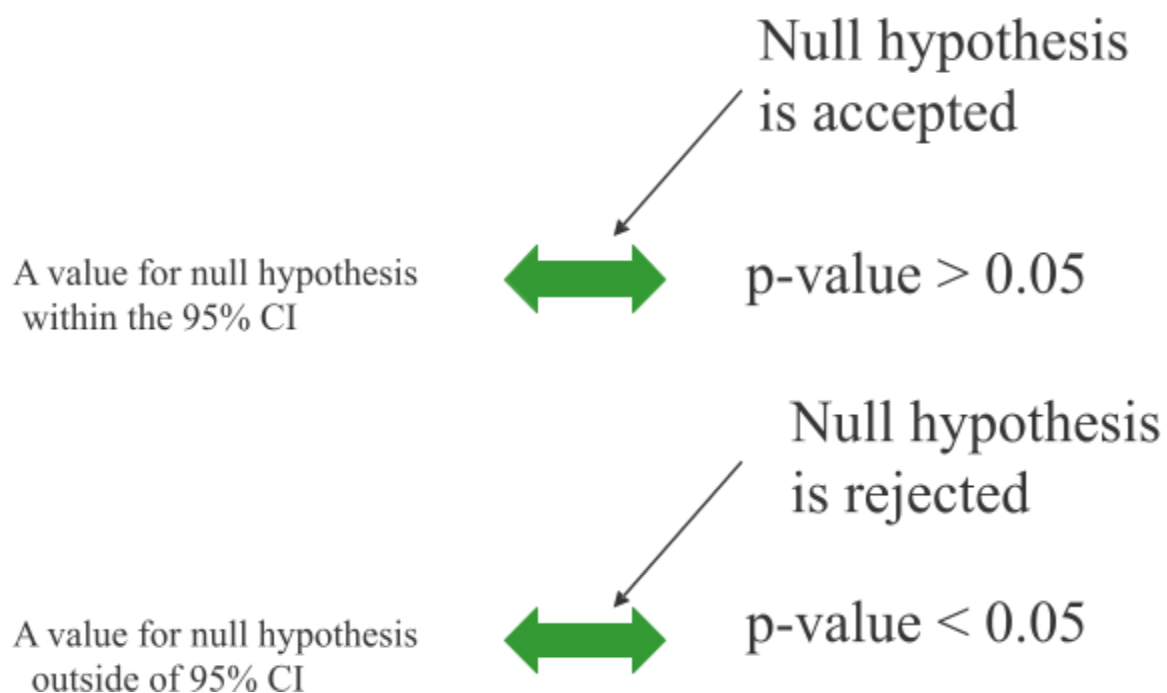 Null hypothesis
is accepted
A value for null hypothesis
within the 95% CI
p-value > 0.05
Null hypothesis
is rejected
A value for null hypothesis
outside of 95% CI
p-value < 0.05